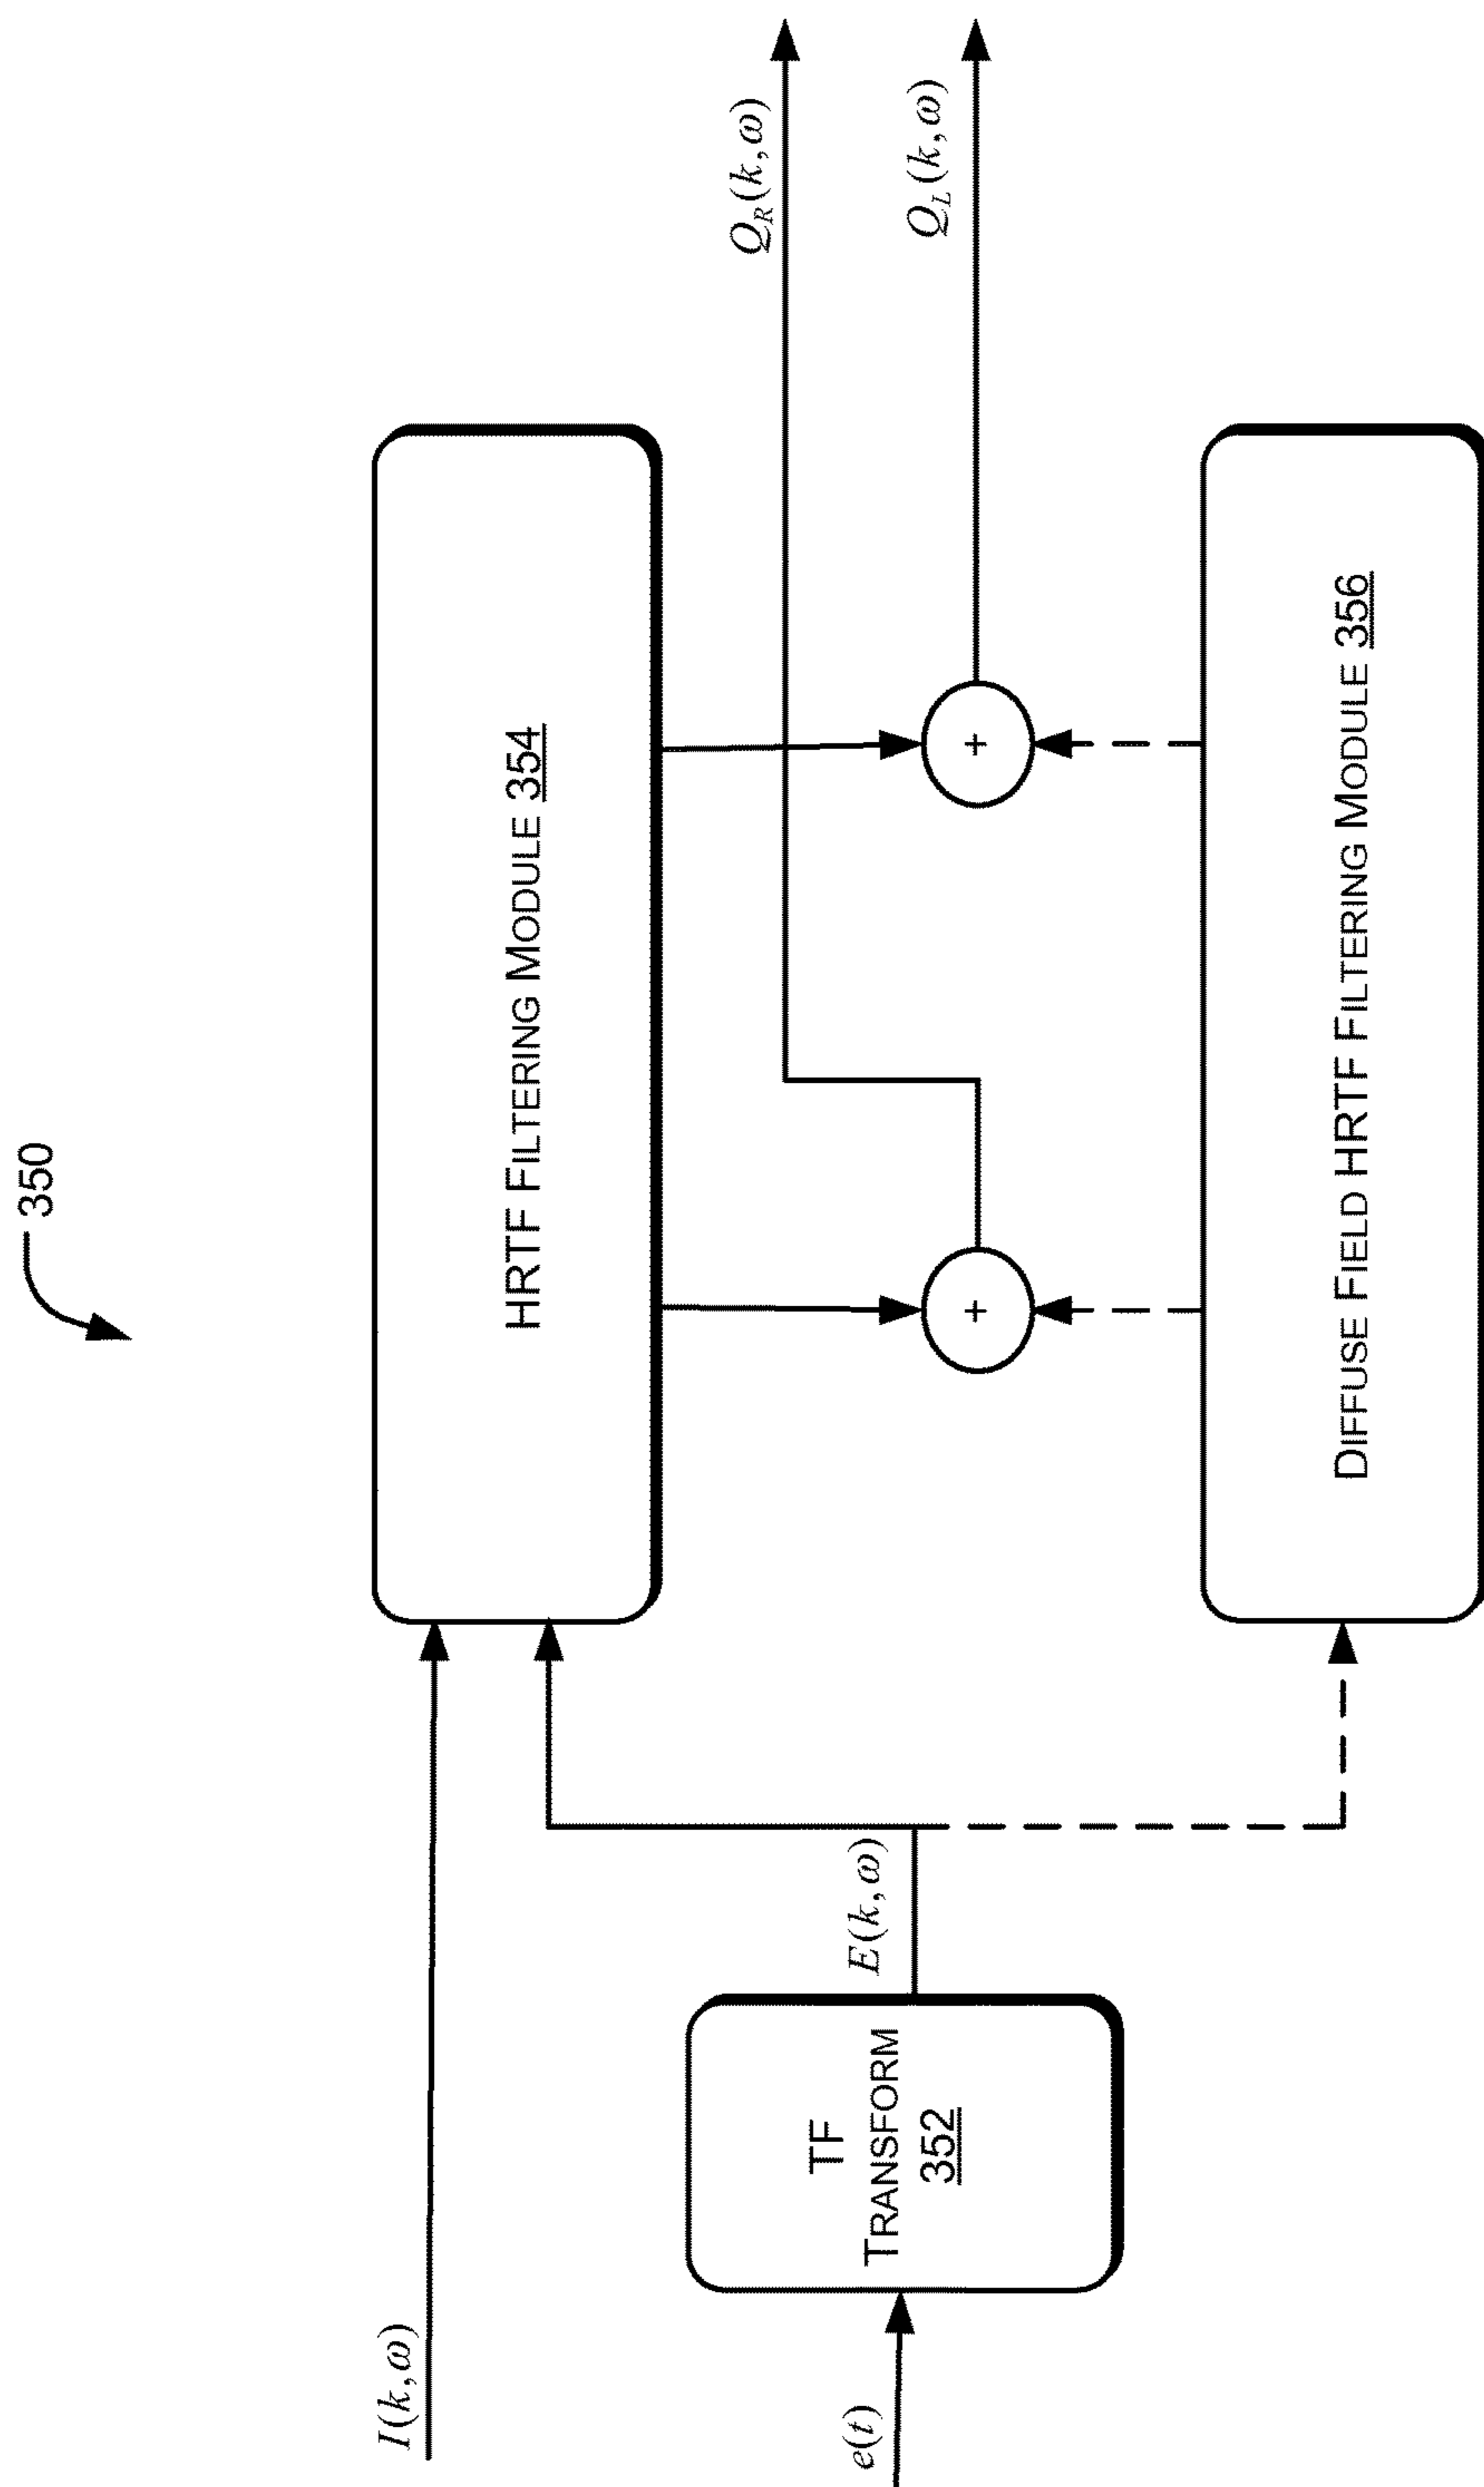 350
I(k,ω)
HRTF FILTERING MODULE 354
Q_R(k,ω)
Q_L(k,ω)
+
+
e(t)
TF
TRANSFORM
352
E(k,ω)
DIFFUSE FIELD HRTF FILTERING MODULE 356